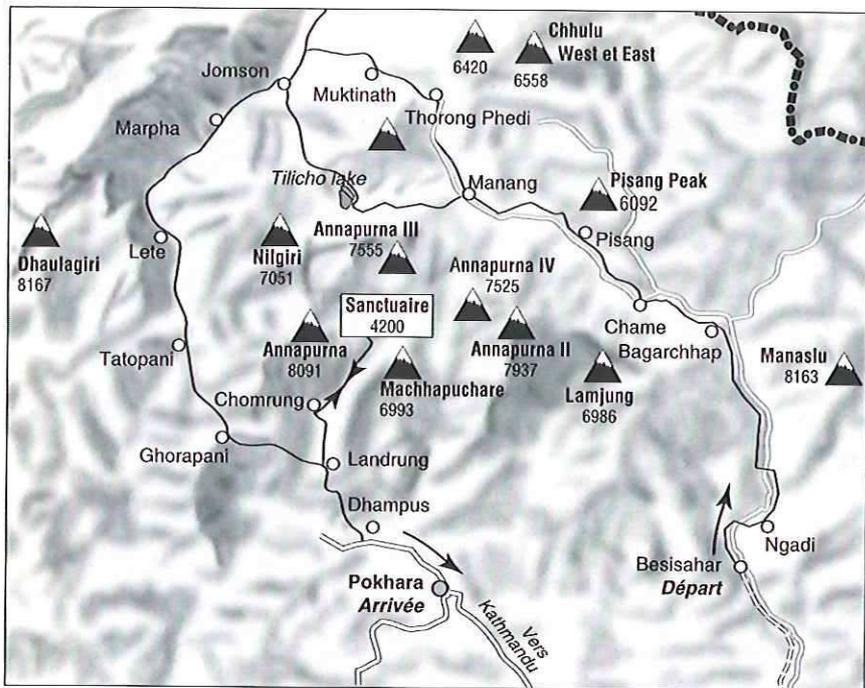 Chhulu
West et East
6420
6558
Jomson
Muktinath
Thorong Phedi
Marpha
Tilicho lake
Manang
Pisang Peak
6092
Pisang
Annapurna III
7555
Dhaulagiri
8167
Lete
Nilgiri
7051
Annapurna IV
7525
Sanctuaire
4200
Chame
Bagarchhap
Annapurna
8091
Annapurna II
7937
Tatopani
Machhapuchare
6993
Lamjung
6986
Manaslu
8163
Chomrung
Ghorapani
Landrung
Dhampus
Ngadi
Besisahar
Départ
Pokhara
Arrivée
Vers
Kathmandu